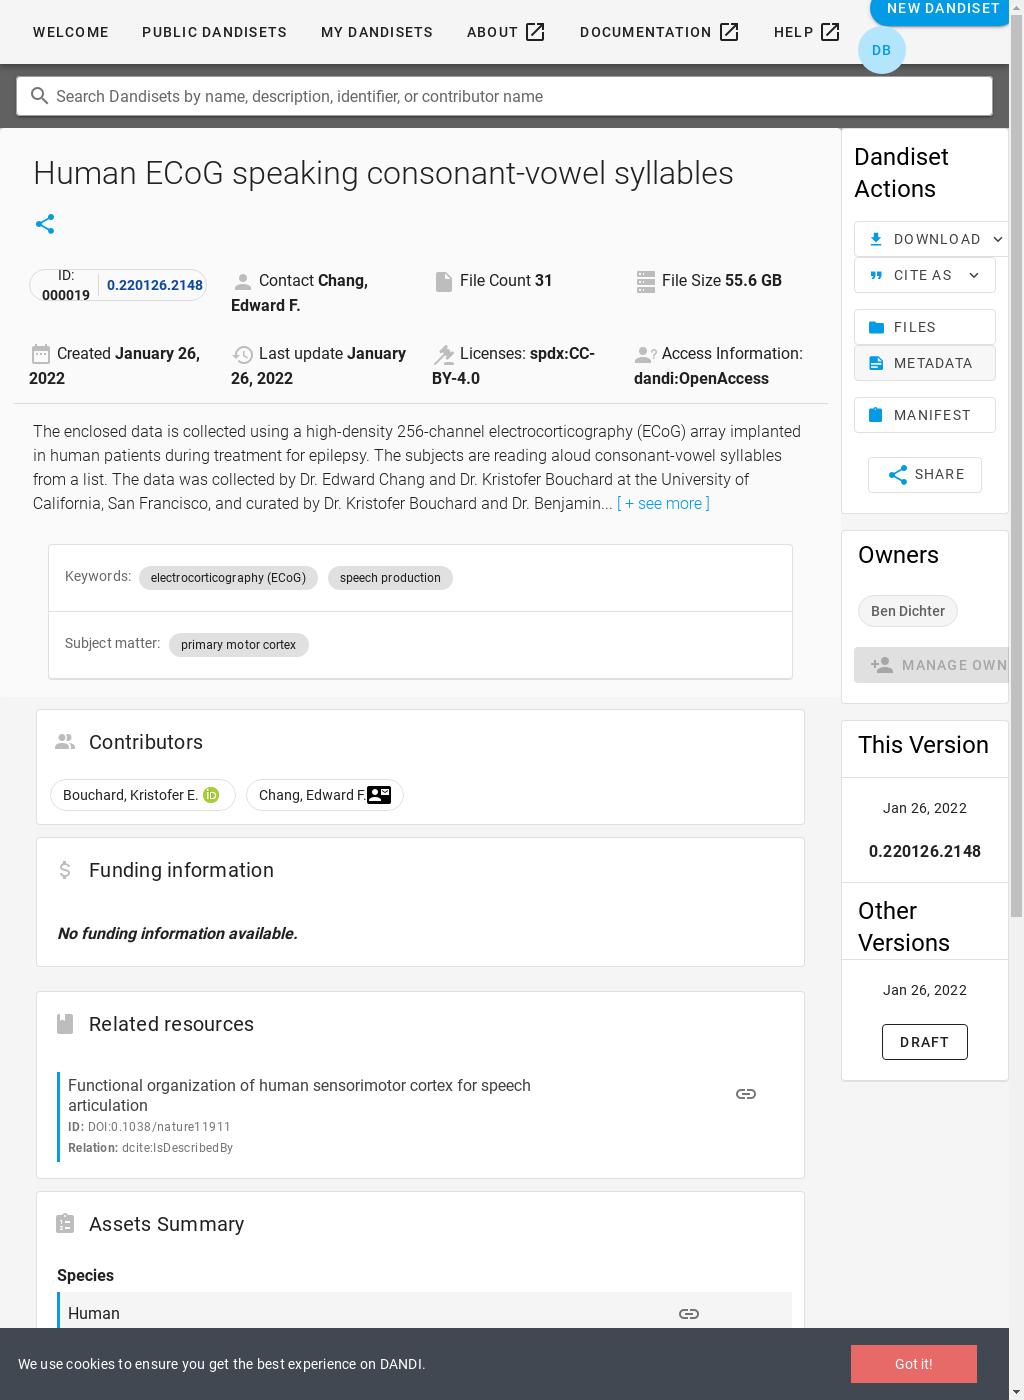 WELCOME PUBLIC DANDISETS MY DANDISETS ABOUT DOCUMENTATION HELP NEW DANDISET
DB
Search Dandisets by name, description, identifier, or contributor name
Human ECoG speaking consonant-vowel syllables
ID:
000019
0.220126.2148
Contact Chang,
Edward F.
File Count 31
File Size 55.6 GB
Created January 26,
2022
Last update January
26, 2022
Licenses: spdx:CC-
BY-4.0
Access Information:
dandi:OpenAccess
The enclosed data is collected using a high-density 256-channel electrocorticography (ECoG) array implanted
in human patients during treatment for epilepsy. The subjects are reading aloud consonant-vowel syllables
from a list. The data was collected by Dr. Edward Chang and Dr. Kristofer Bouchard at the University of
California, San Francisco, and curated by Dr. Kristofer Bouchard and Dr. Benjamin... [ + see more ]
Keywords: electrocorticography (ECoG) speech production
Subject matter: primary motor cortex
Contributors
Bouchard, Kristofer E. iD Chang, Edward F.
Funding information
No funding information available.
Related resources
Functional organization of human sensorimotor cortex for speech
articulation
ID: DOI:0.1038/nature11911
Relation: dcite:IsDescribedBy
Assets Summary
Species
Human
Dandiset
Actions
DOWNLOAD
CITE AS
FILES
METADATA
MANIFEST
SHARE
Owners
Ben Dichter
MANAGE OWN
This Version
Jan 26, 2022
0.220126.2148
Other
Versions
Jan 26, 2022
DRAFT
We use cookies to ensure you get the best experience on DANDI.
Got it!